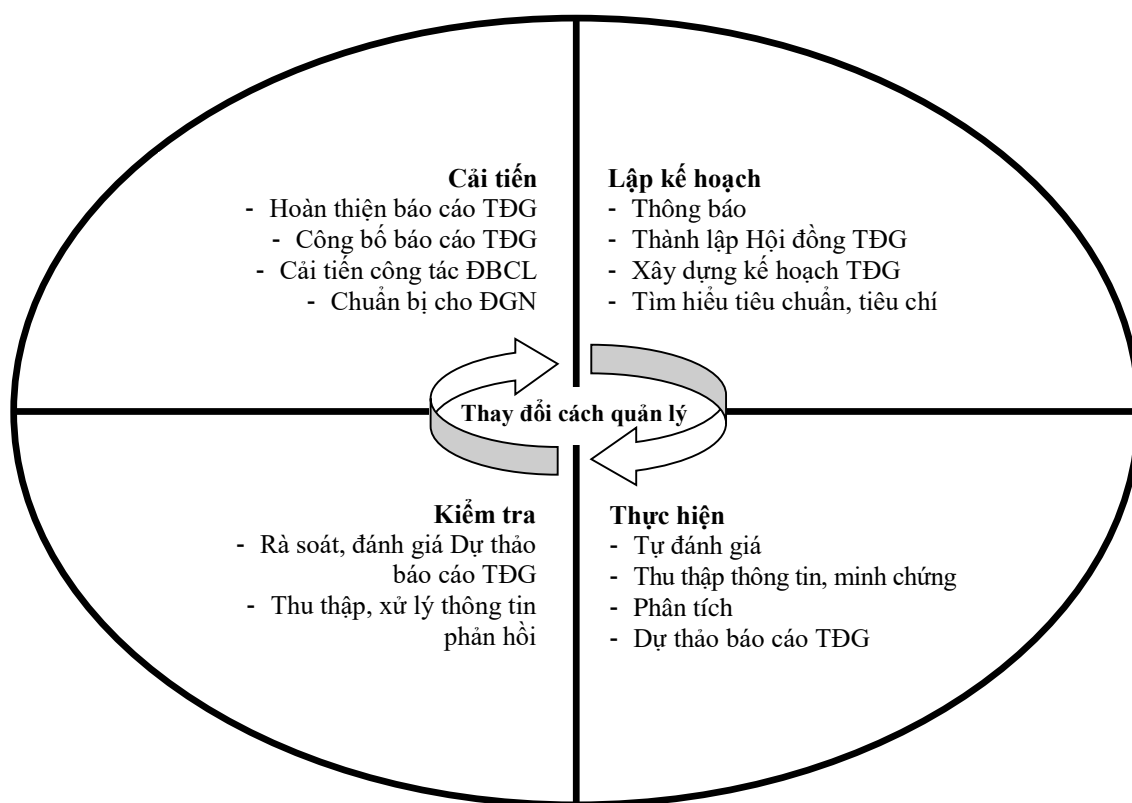 Cải tiến
- Hoàn thiện báo cáo TĐG
- Công bố báo cáo TĐG
- Cải tiến công tác ĐBCL
- Chuẩn bị cho ĐGN
Lập kế hoạch
- Thông báo
- Thành lập Hội đồng TĐG
- Xây dựng kế hoạch TĐG
- Tìm hiểu tiêu chuẩn, tiêu chí
Thay đổi cách quản lý
Kiểm tra
- Rà soát, đánh giá Dự thảo
báo cáo TĐG
- Thu thập, xử lý thông tin
phản hồi
Thực hiện
- Tự đánh giá
- Thu thập thông tin, minh chứng
- Phân tích
- Dự thảo báo cáo TĐG